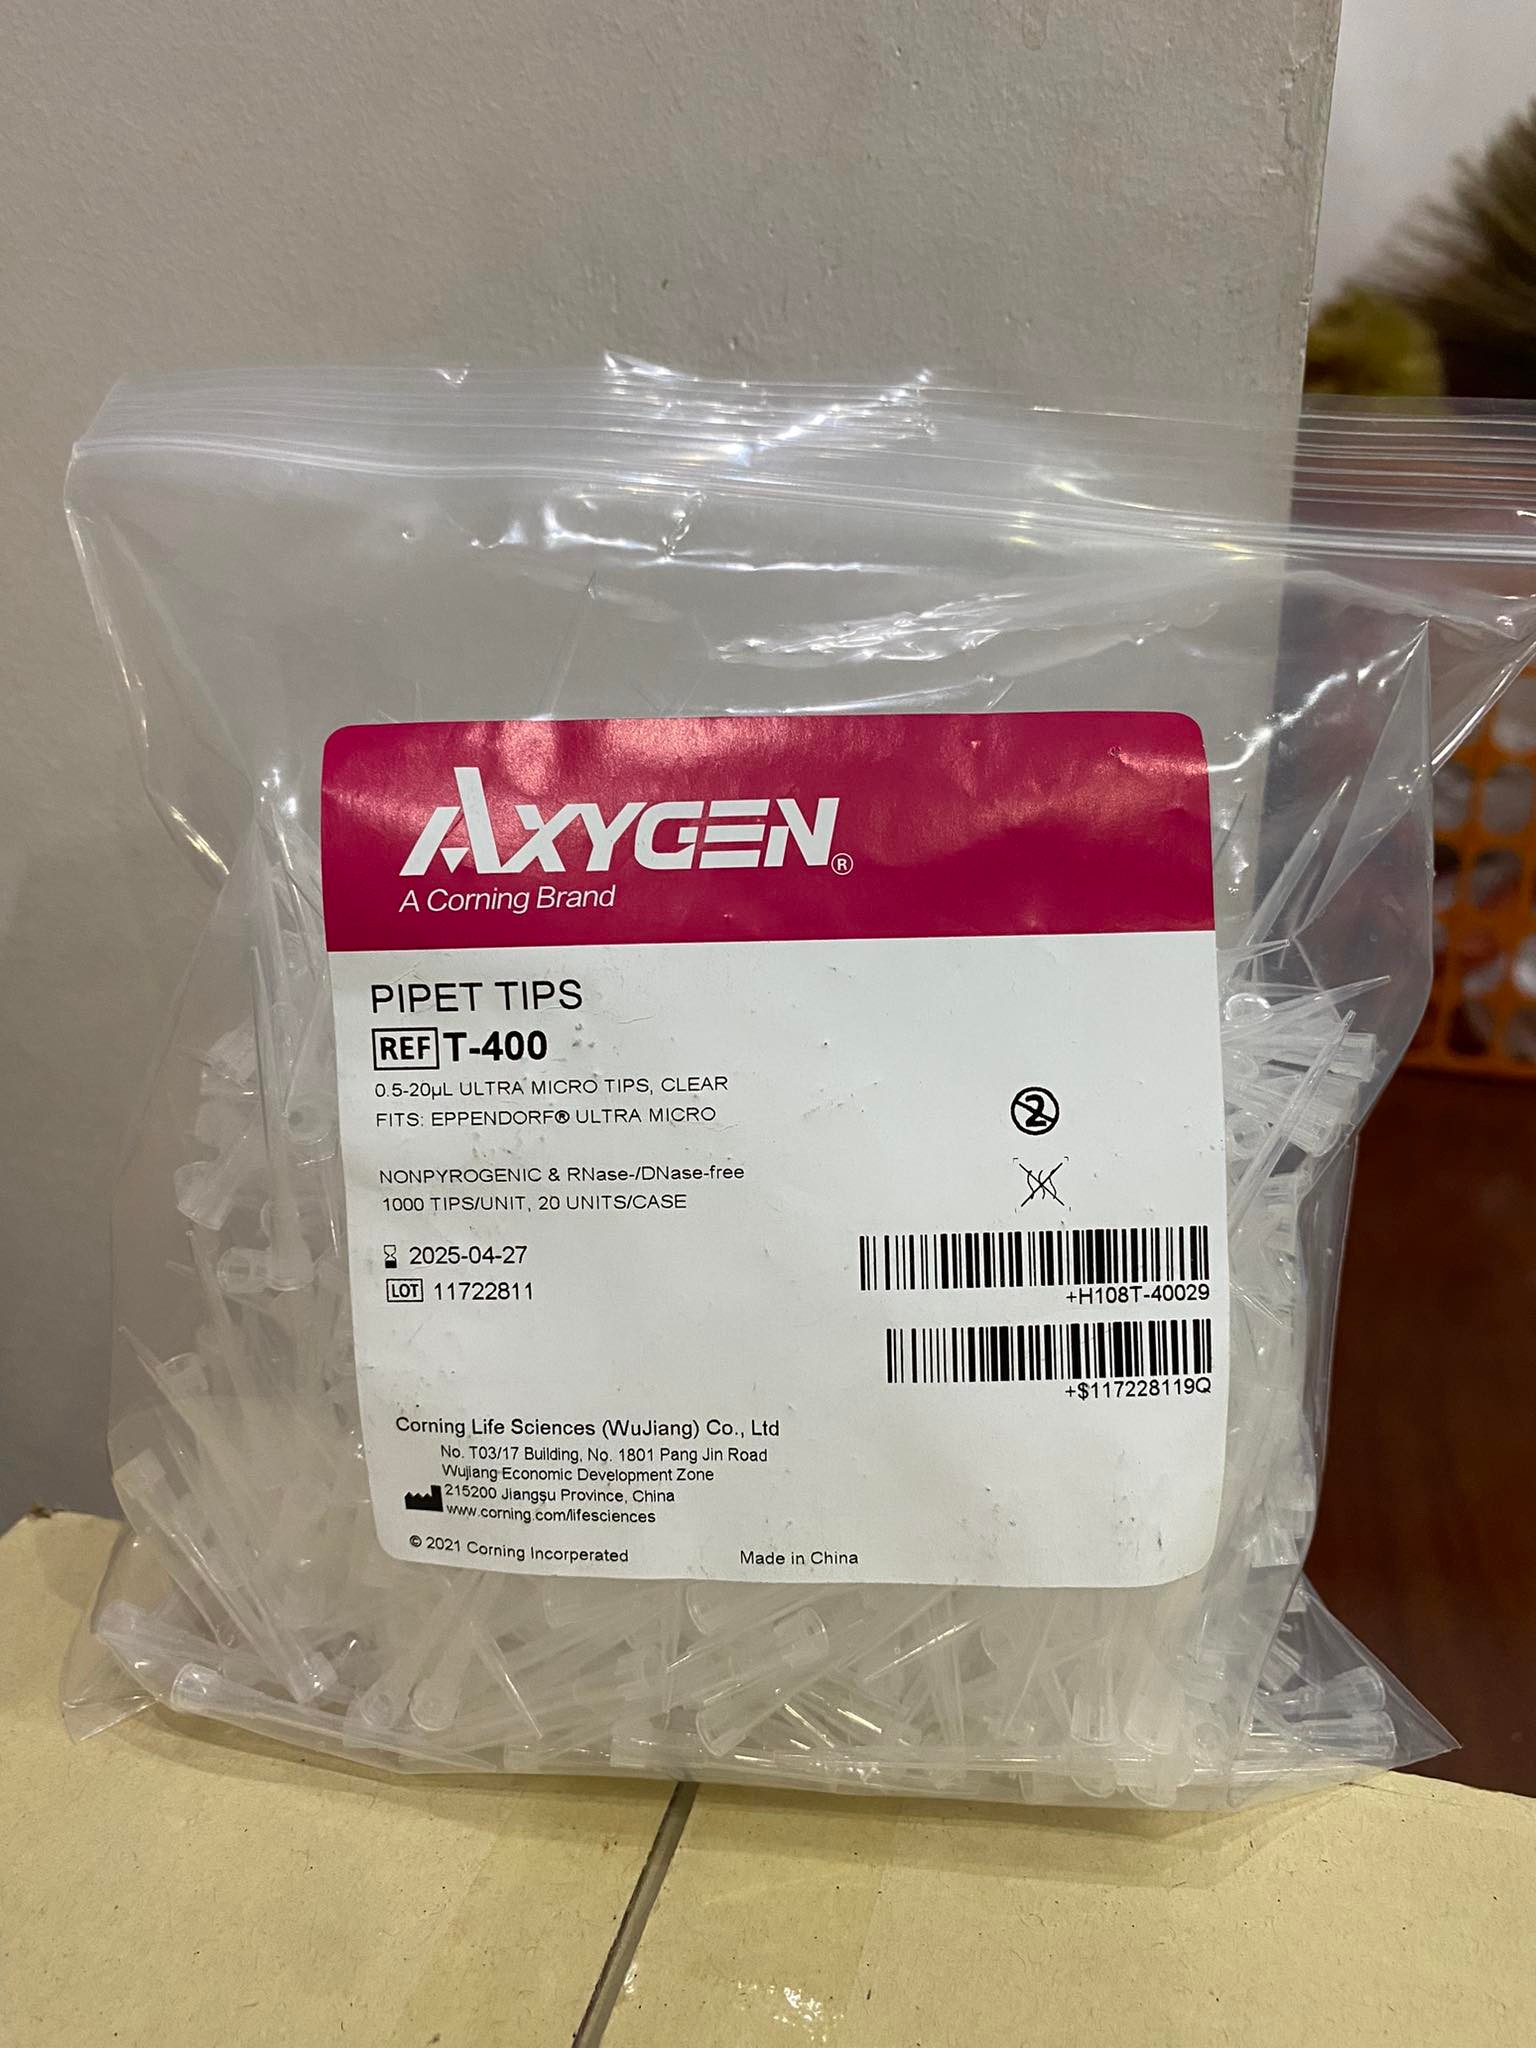 AXYGEN®
A Corning Brand
PIPET TIPS
REF T-400
0.5-20µL ULTRA MICRO TIPS, CLEAR
FITS: EPPENDORF® ULTRA MICRO
2
NONPYROGENIC & RNase-/DNase-free
1000 TIPS/UNIT, 20 UNITS/CASE
2025-04-27
LOT 11722811
+H108T-40029
+$117228119Q
Corning Life Sciences (WuJiang) Co., Ltd
No. T03/17 Building, No. 1801 Pang Jin Road
Wujiang Economic Development Zone
215200 Jiangsu Province, China
www.corning.com/lifesciences
© 2021 Corning Incorperated
Made in China